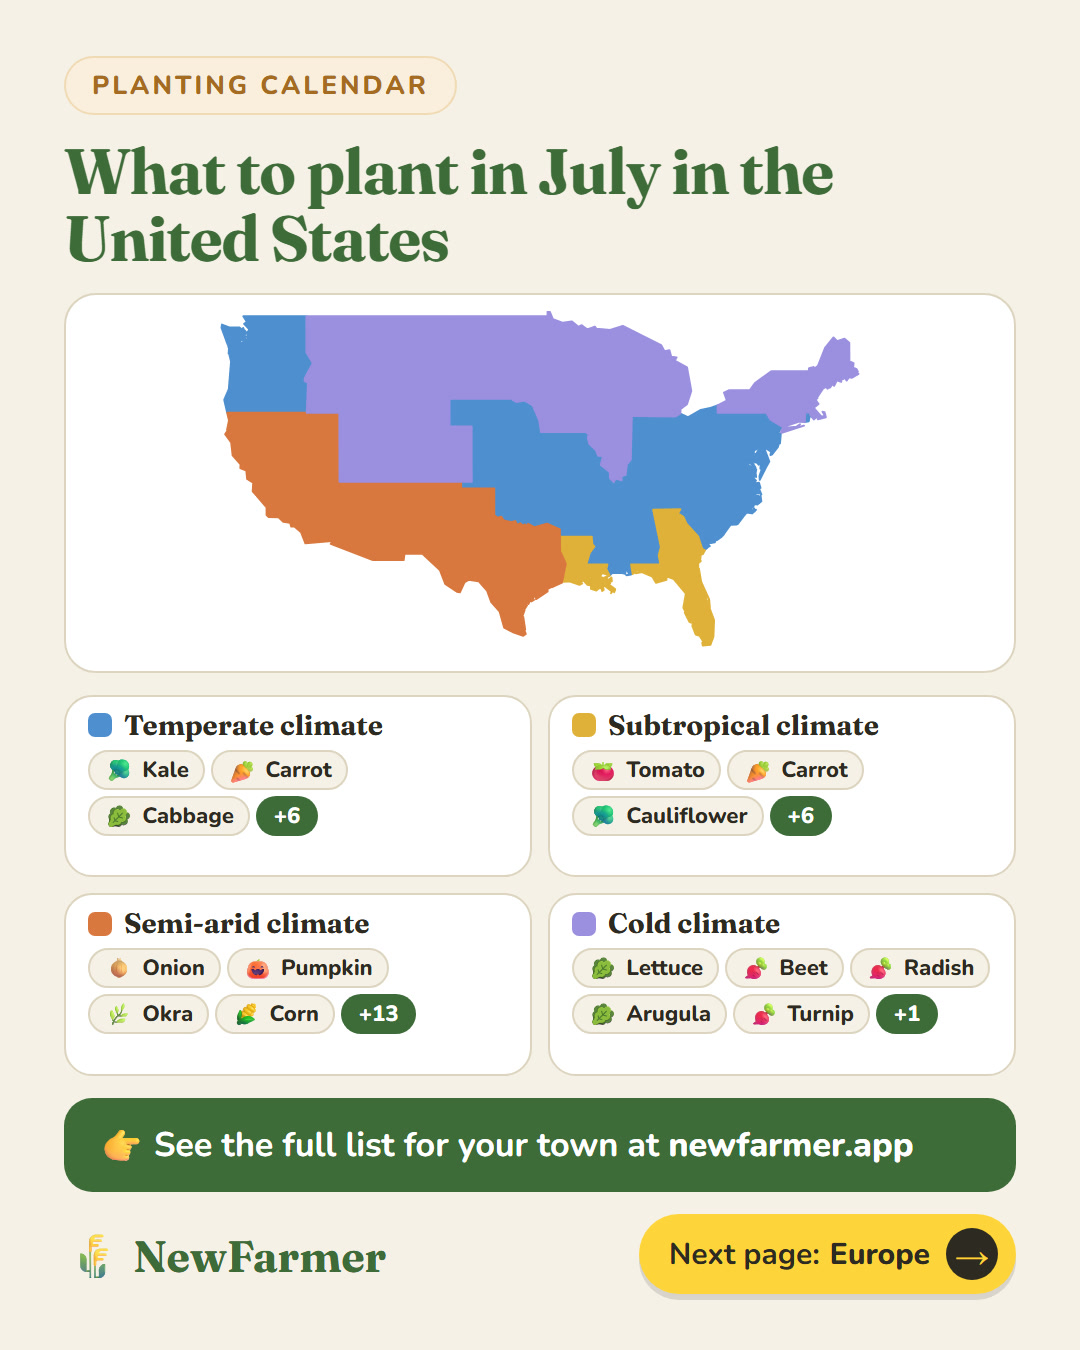 PLANTING CALENDAR
What to plant in July in the
United States
Temperate climate
Kale
Carrot
Cabbage
+6
Subtropical climate
Tomato
Carrot
Cauliflower
+6
Semi-arid climate
Onion
Pumpkin
Okra
Corn
+13
Cold climate
Lettuce
Beet
Radish
Arugula
Turnip
+1
👉 See the full list for your town at newfarmer.app
NewFarmer
Next page: Europe →